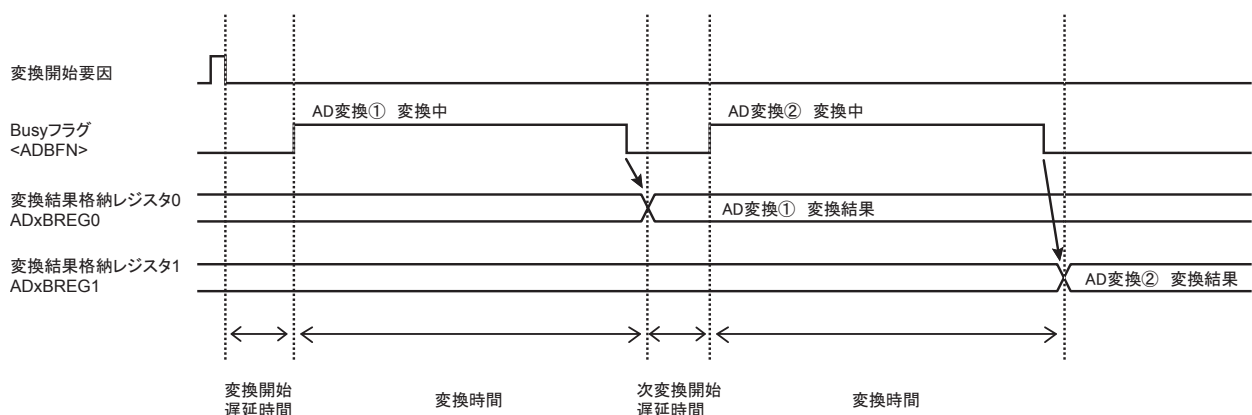 変換開始要因
AD変換① 変換中
AD変換② 変換中
Busyフラグ
<ADBFN>
変換結果格納レジスタ0
ADxBREG0
AD変換① 変換結果
変換結果格納レジスタ1
ADxBREG1
AD変換② 変換結果
変換開始
遅延時間
変換時間
次変換開始
遅延時間
変換時間